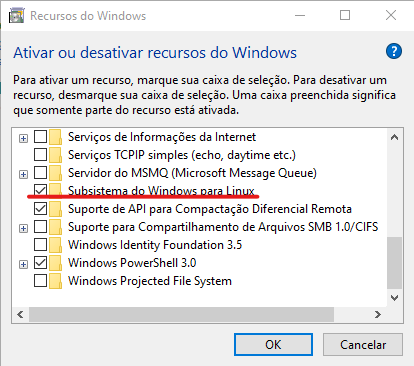 Recursos do Windows
Ativar ou desativar recursos do Windows
Para ativar um recurso, marque sua caixa de seleção. Para desativar um
recurso, desmarque sua caixa de seleção. Uma caixa preenchida significa
que somente parte do recurso está ativada.
Serviços de Informações da Internet
Serviços TCPIP simples (echo, daytime etc.)
Servidor do MSMQ (Microsoft Message Queue)
Subsistema do Windows para Linux
Suporte de API para Compactação Diferencial Remota
Suporte para Compartilhamento de Arquivos SMB 1.0/CIFS
Windows Identity Foundation 3.5
Windows PowerShell 3.0
Windows Projected File System
OK
Cancelar